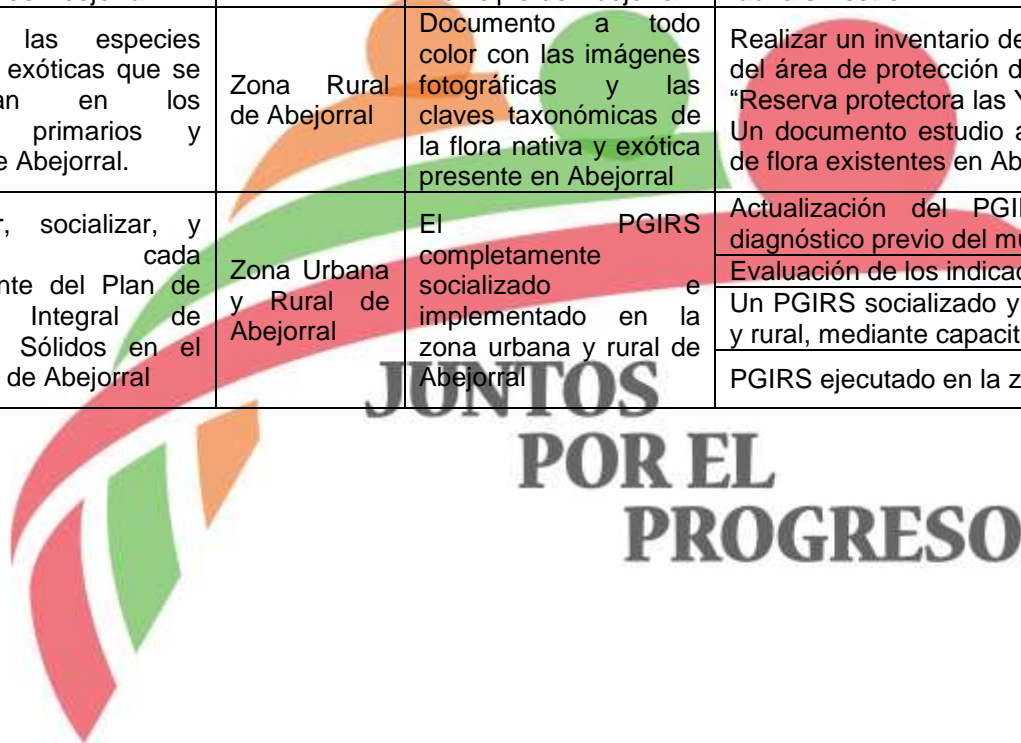 las especies
exóticas que se
en los
primarios y
Abejorral.
Zona Rural
de Abejorral
Documento a todo
color con las imágenes
fotográficas y las
claves taxonómicas de
la flora nativa y exótica
presente en Abejorral
Realizar un inventario de
del área de protección d
“Reserva protectora las Y
Un documento estudio a
de flora existentes en Ab
r, socializar, y
cada
nte del Plan de
Integral de
Sólidos en el
de Abejorral
Zona Urbana
y Rural de
Abejorral
El PGIRS
completamente
socializado e
implementado en la
zona urbana y rural de
Abejorral
Actualización del PGI
diagnóstico previo del mu
Evaluación de los indicad
Un PGIRS socializado y
y rural, mediante capacit
PGIRS ejecutado en la z
JUNTOS
POR EL
PROGRESO